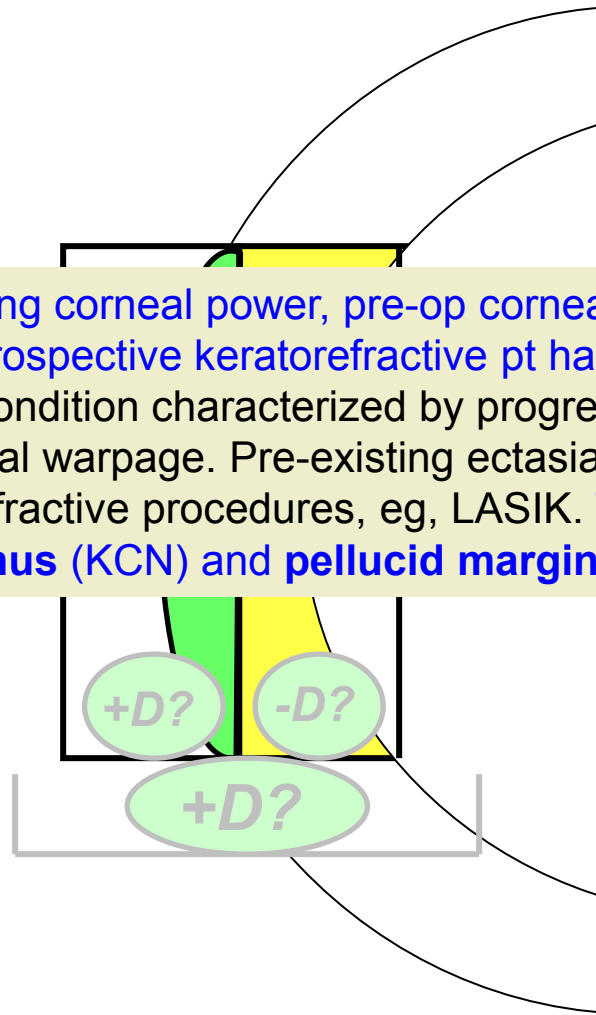 ng corneal power, pre-op cornea
rospective keratorefractive pt ha
ondition characterized by progre
al warpage. Pre-existing ectasia
fractive procedures, eg, LASIK.
nus (KCN) and pellucid margin
+D? -D?
+D?